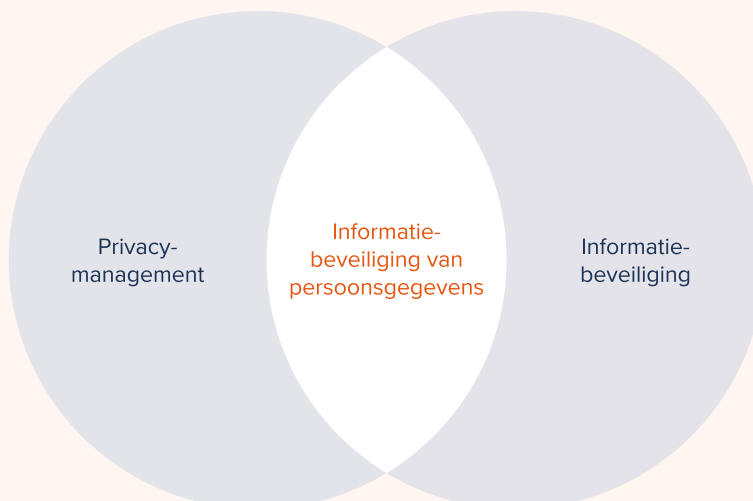 Privacy-
management
Informatie-
beveiliging van
persoonsgegevens
Informatie-
beveiliging